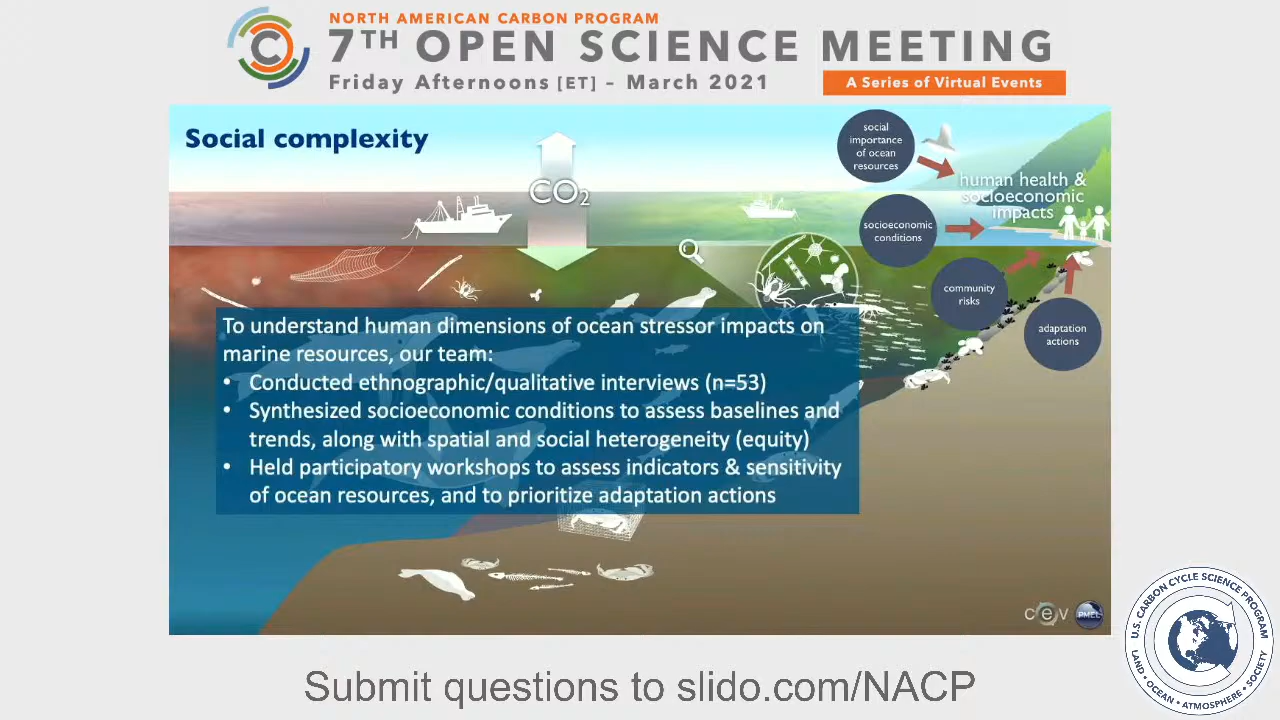 NORTH AMERICAN CARBON PROGRAM
7TH OPEN SCIENCE MEETING
Friday Afternoons [ET] – March 2021
A Series of Virtual Events
C
Social complexity
CO2
social
importance
of ocean
resources
human health &
socioeconomic
impacts
socioeconomic
conditions
community
risks
adaptation
actions
To understand human dimensions of ocean stressor impacts on
marine resources, our team:
• Conducted ethnographic/qualitative interviews (n=53)
• Synthesized socioeconomic conditions to assess baselines and
trends, along with spatial and social heterogeneity (equity)
• Held participatory workshops to assess indicators & sensitivity
of ocean resources, and to prioritize adaptation actions
cev
PMEL
U.S. CARBON CYCLE SCIENCE PROGRAM
LAND • OCEAN • ATMOSPHERE • SOCIETY
Submit questions to slido.com/NACP